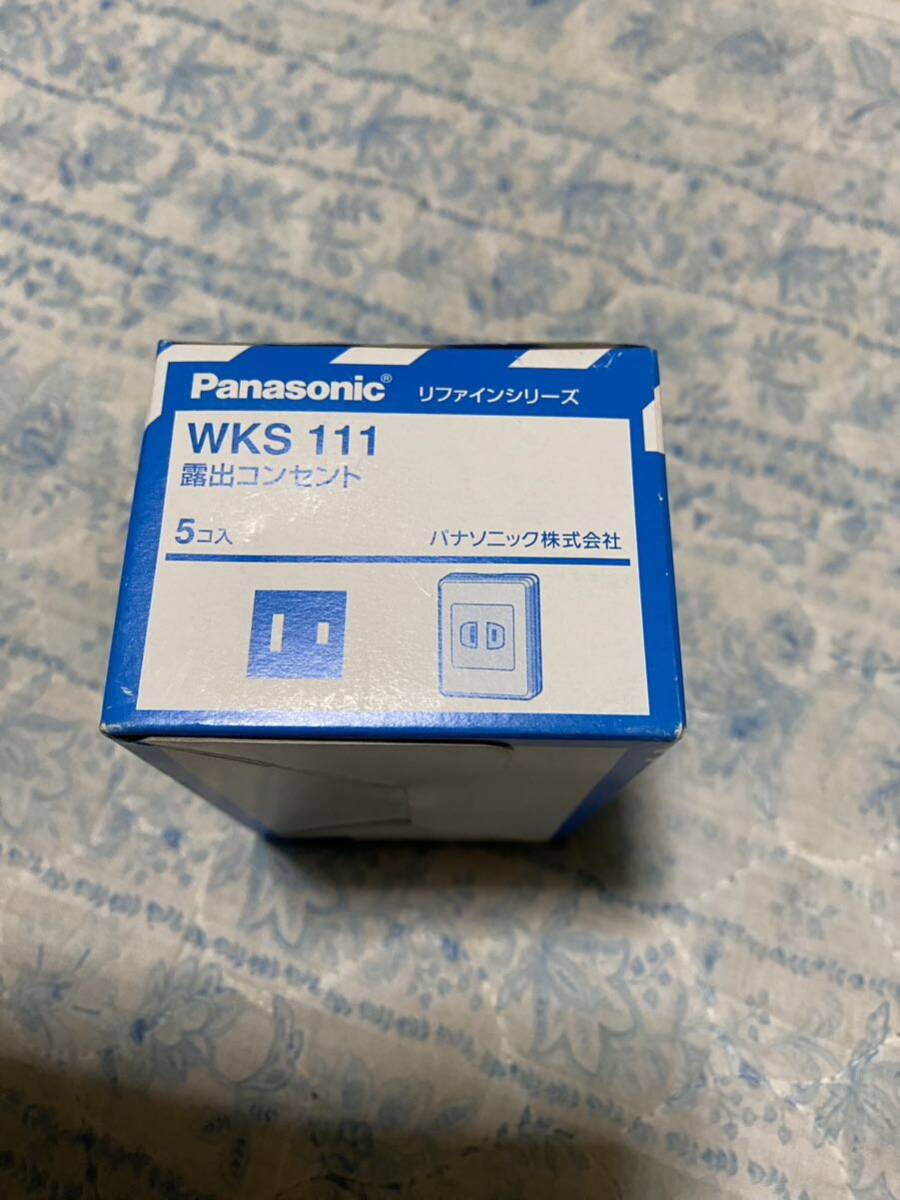 Panasonic® リファインシリーズ
WKS 111
露出コンセント
5コ入 パナソニック株式会社